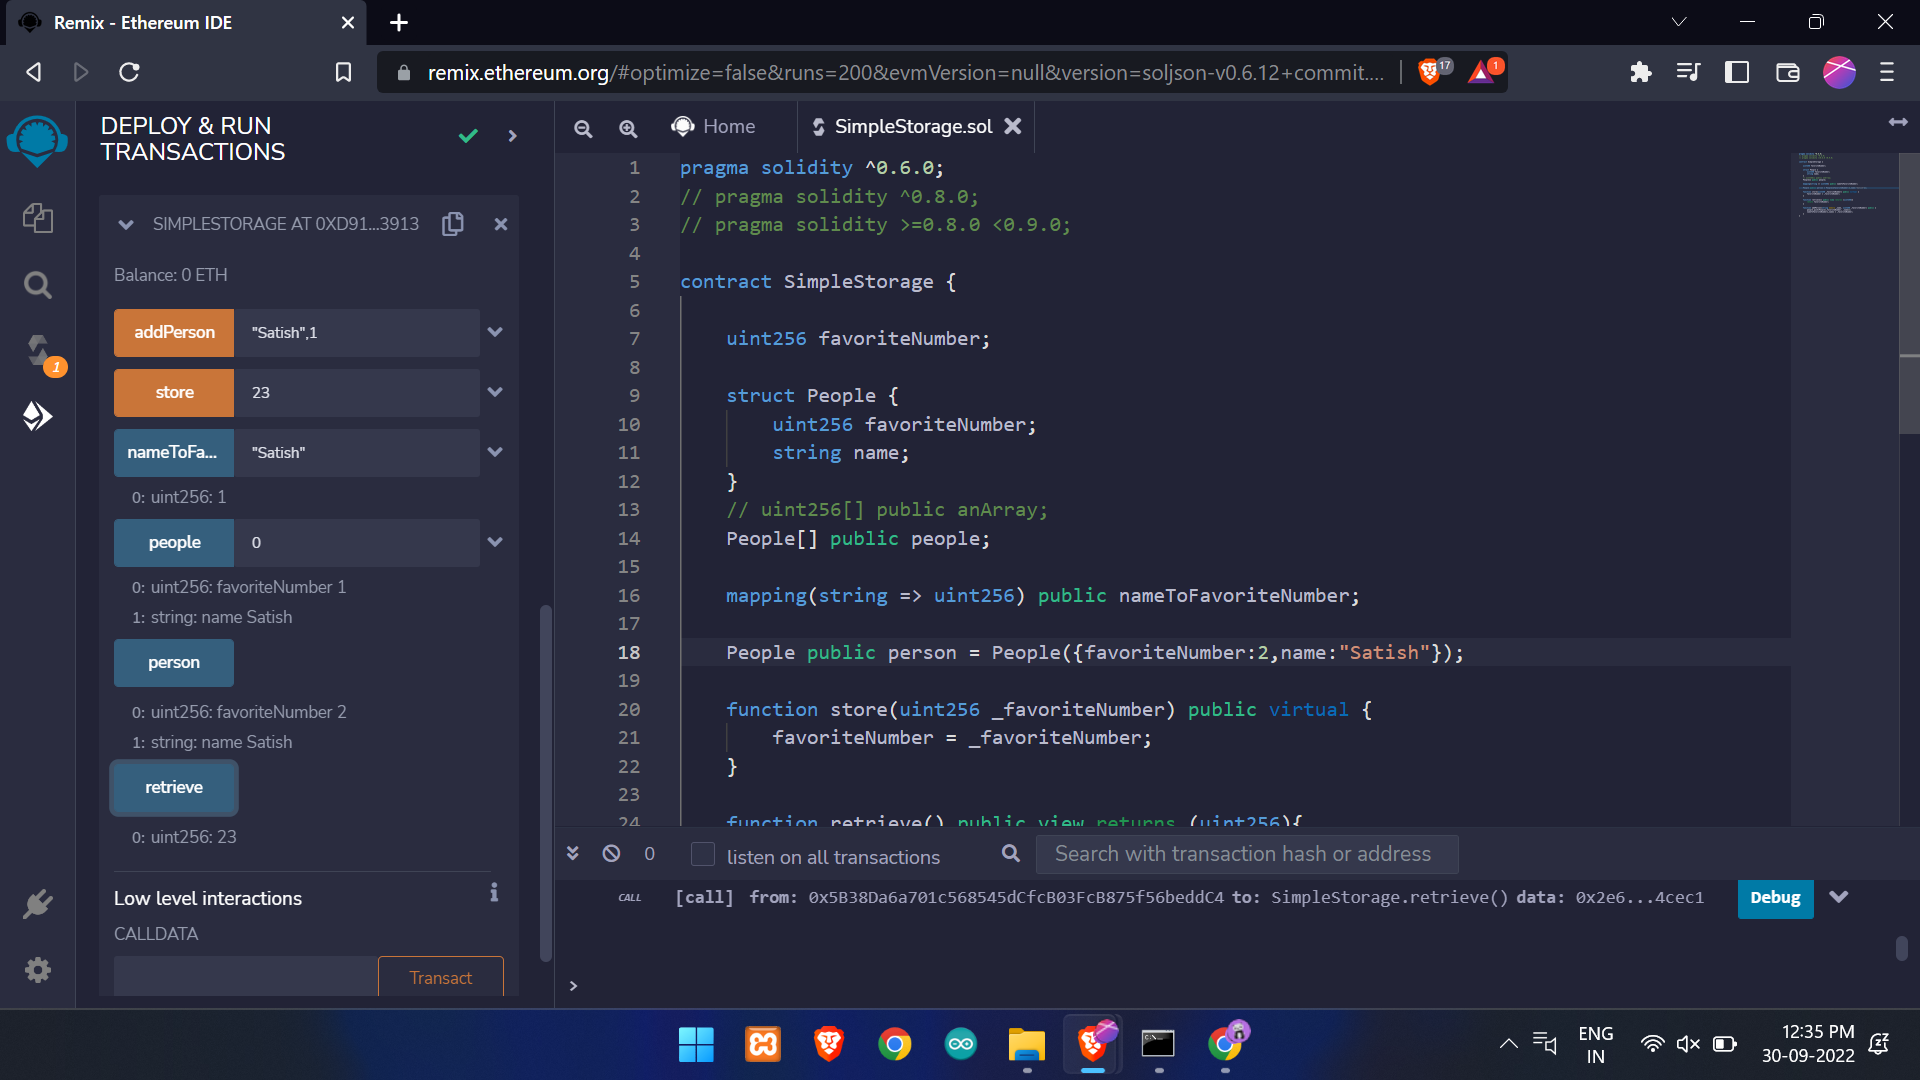 Remix - Ethereum IDE
remix.ethereum.org/#optimize=false&runs=200&evmVersion=null&version=soljson-v0.6.12+commit....
17
1
DEPLOY & RUN
TRANSACTIONS
SIMPLESTORAGE AT 0XD91...3913
Balance: 0 ETH
addPerson "Satish",1
store 23
nameToFa... "Satish"
0: uint256: 1
people 0
0: uint256: favoriteNumber 1
1: string: name Satish
person
0: uint256: favoriteNumber 2
1: string: name Satish
retrieve
0: uint256: 23
Low level interactions
i
CALLDATA
Transact
1
Home
SimpleStorage.sol
1 pragma solidity ^0.6.0;
2 // pragma solidity ^0.8.0;
3 // pragma solidity >=0.8.0 <0.9.0;
4
5 contract SimpleStorage {
6
7 uint256 favoriteNumber;
8
9 struct People {
10 uint256 favoriteNumber;
11 string name;
12 }
13 // uint256[] public anArray;
14 People[] public people;
15
16 mapping(string => uint256) public nameToFavoriteNumber;
17
18 People public person = People({favoriteNumber:2,name:"Satish"});
19
20 function store(uint256 _favoriteNumber) public virtual {
21 favoriteNumber = _favoriteNumber;
22 }
23
24 function retrieve() public view returns (uint256){
0
listen on all transactions
Search with transaction hash or address
CALL [call] from: 0x5B38Da6a701c568545dCfcB03FcB875f56beddC4 to: SimpleStorage.retrieve() data: 0x2e6...4cec1
Debug
>
ENG
IN
12:35 PM
30-09-2022